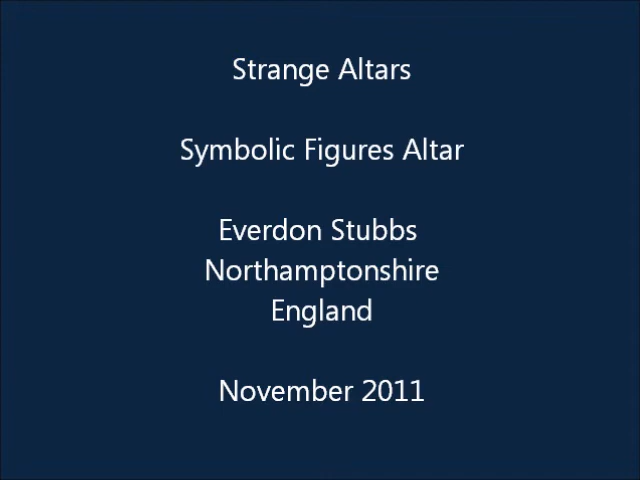 Strange Altars
Symbolic Figures Altar
Everdon Stubbs
Northamptonshire
England
November 2011